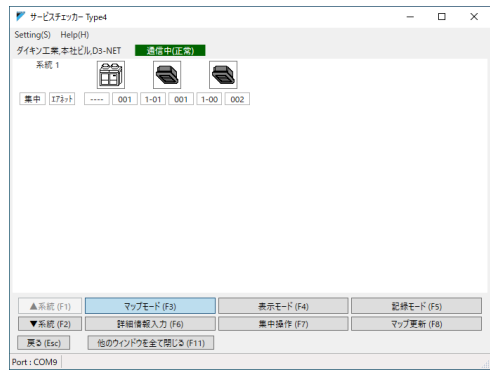 サービスチェッカー Type4
Setting(S) Help(H)
ダイキン工業,本社ビル,D3-NET 通信中(正常)
系統 1
集中 エアネット ---- 001 1-01 001 1-00 002
▲系統 (F1) マップモード (F3) 表示モード (F4) 記録モード (F5)
▼系統 (F2) 詳細情報入力 (F6) 集中操作 (F7) マップ更新 (F8)
戻る (Esc) 他のウィンドウを全て閉じる (F11)
Port : COM9